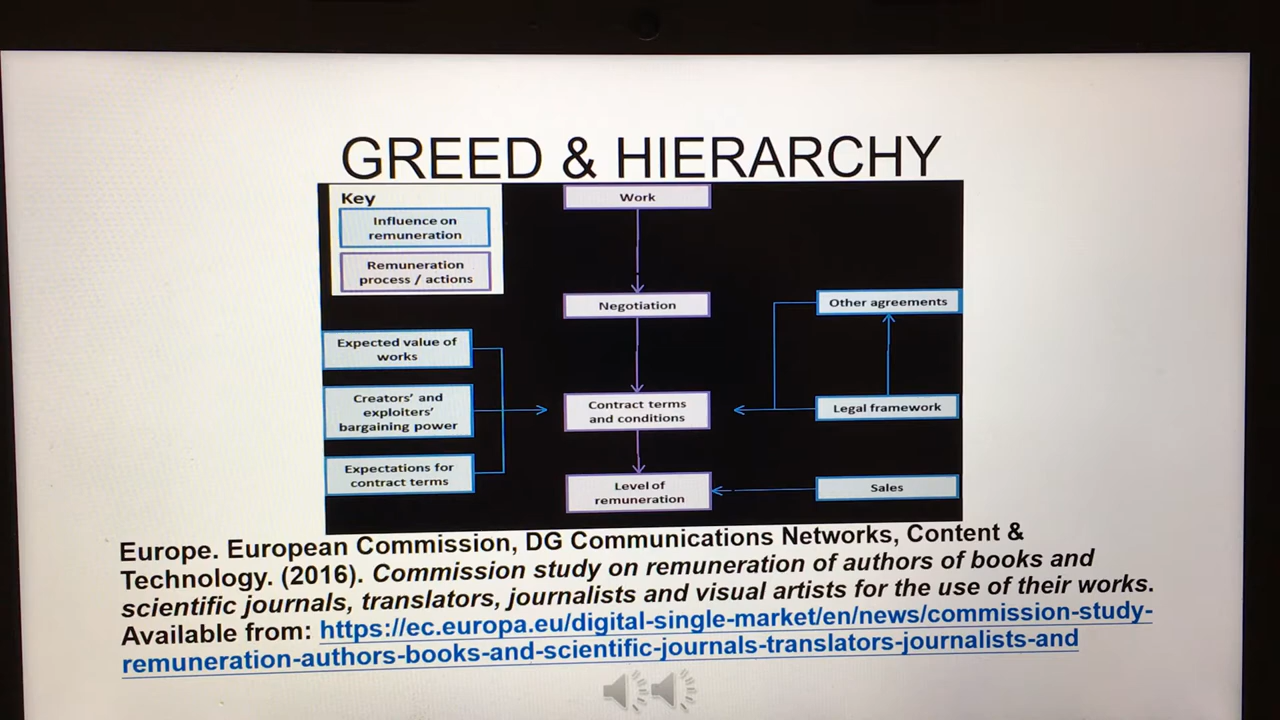 GREED & HIERARCHY
Key
Influence on
remuneration
Remuneration
process / actions
Work
Negotiation
Other agreements
Expected value of
works
Creators' and
exploiters'
bargaining power
Contract terms
and conditions
Legal framework
Expectations for
contract terms
Level of
remuneration
Sales
Europe. European Commission, DG Communications Networks, Content &
Technology. (2016). Commission study on remuneration of authors of books and
scientific journals, translators, journalists and visual artists for the use of their works.
Available from: https://ec.europa.eu/digital-single-market/en/news/commission-study-
remuneration-authors-books-and-scientific-journals-translators-journalists-and